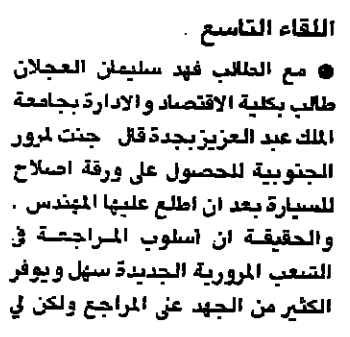 اللقاء التاسع .
● مع الطالب فهد سليمان العجلان
طالب بكلية الاقتصاد والادارة بجامعة
الملك عبد العزيز بجدة قال جئت لمرور
الجنوبية للحصول على ورقة اصلاح
للسيارة بعد ان اطلع عليها المهندس .
والحقيقة ان اسلوب المراجعة في
الشعب المرورية الجديدة سهل ويوفر
الكثير من الجهد عن المراجع ولكن لي